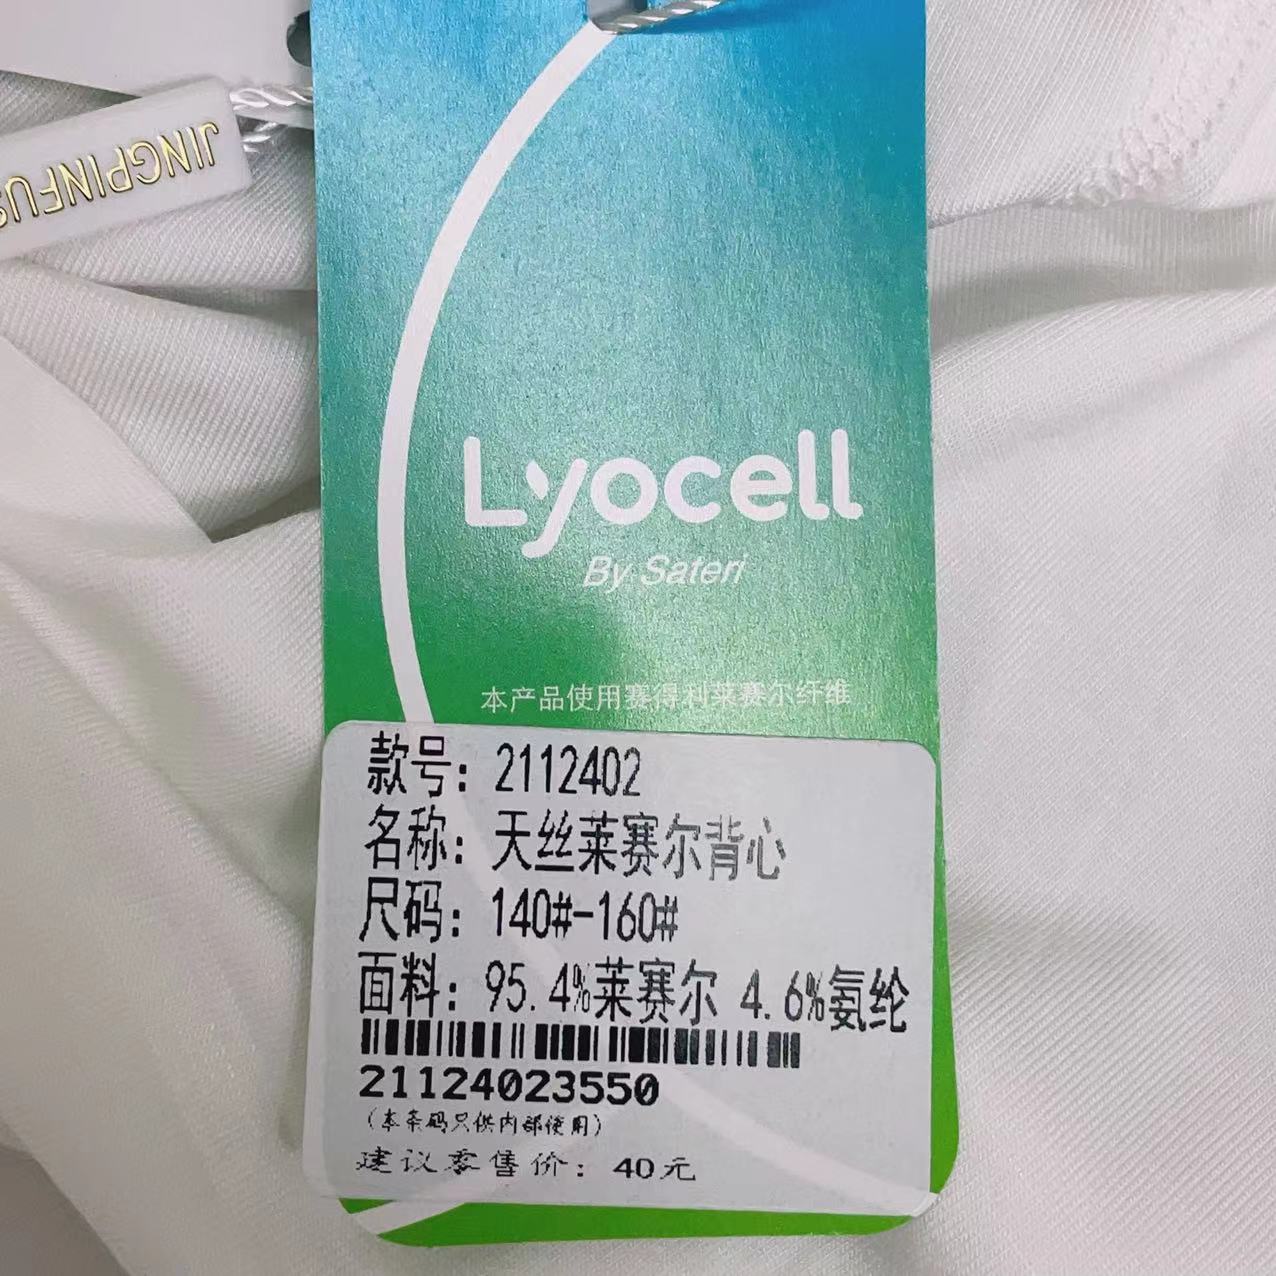 JINGPINFU
Lyocell
By Sateri
本产品使用赛得利莱赛尔纤维
款号: 2112402
名称: 天丝莱赛尔背心
尺码: 140#-160#
面料: 95.4%莱赛尔 4.6%氨纶
21124023550
(本条码只供内部使用)
建议零售价: 40元